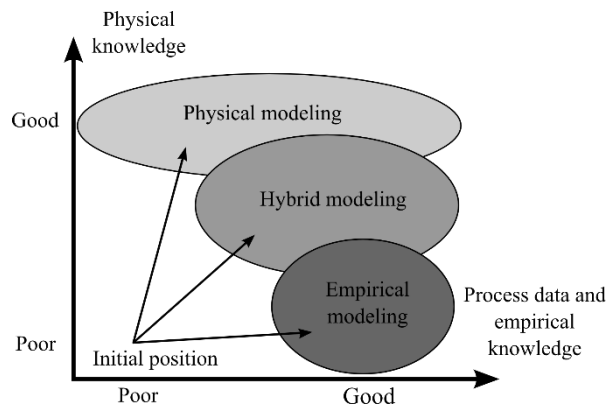 Physical
knowledge
Good
Physical modeling
Hybrid modeling
Empirical
modeling
Process data and
empirical
knowledge
Poor
Initial position
Poor
Good